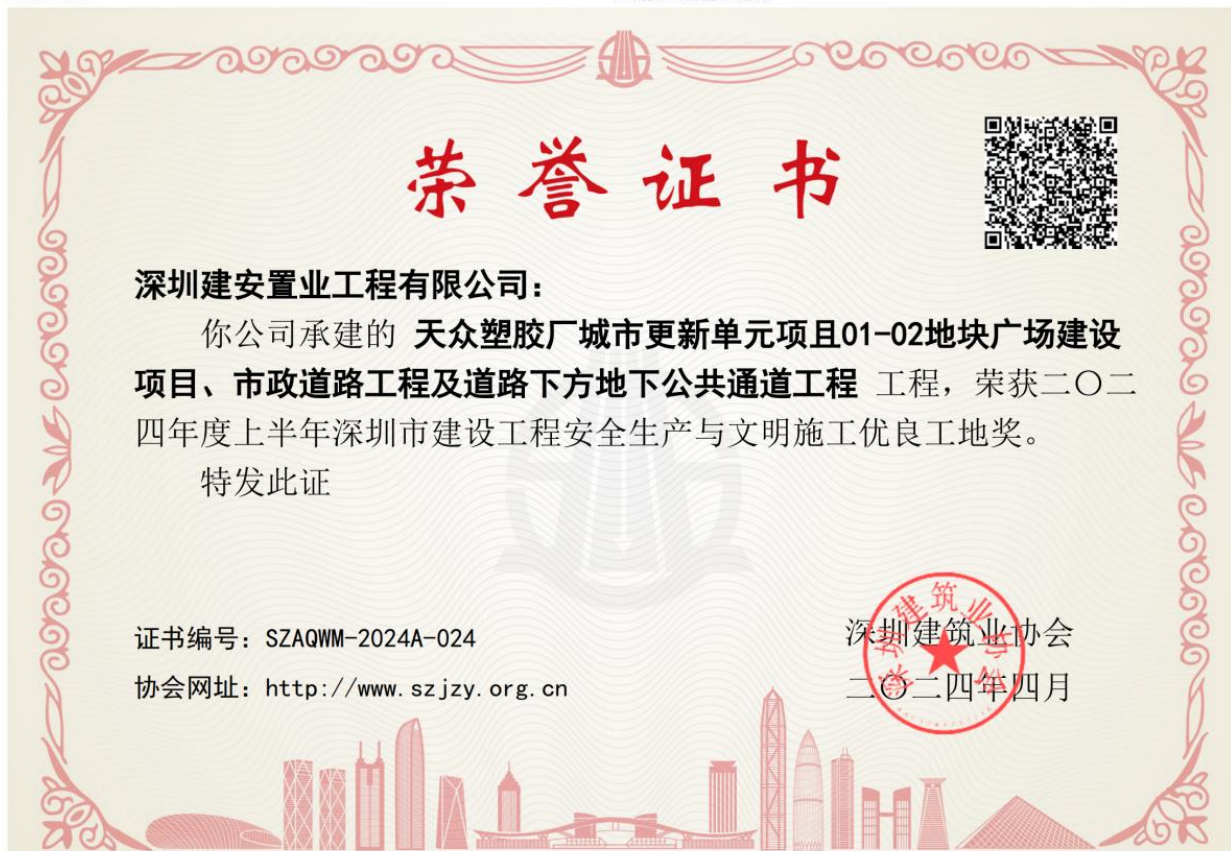 荣誉证书
深圳建安置业工程有限公司：
你公司承建的 天众塑胶厂城市更新单元项且01-02地块广场建设
项目、市政道路工程及道路下方地下公共通道工程 工程，荣获二〇二
四年度上半年深圳市建设工程安全生产与文明施工优良工地奖。
特发此证
证书编号：SZAQWM-2024A-024
深圳建筑业协会
协会网址：http://www.szjzy.org.cn
二〇二四年四月
深圳建筑业协会